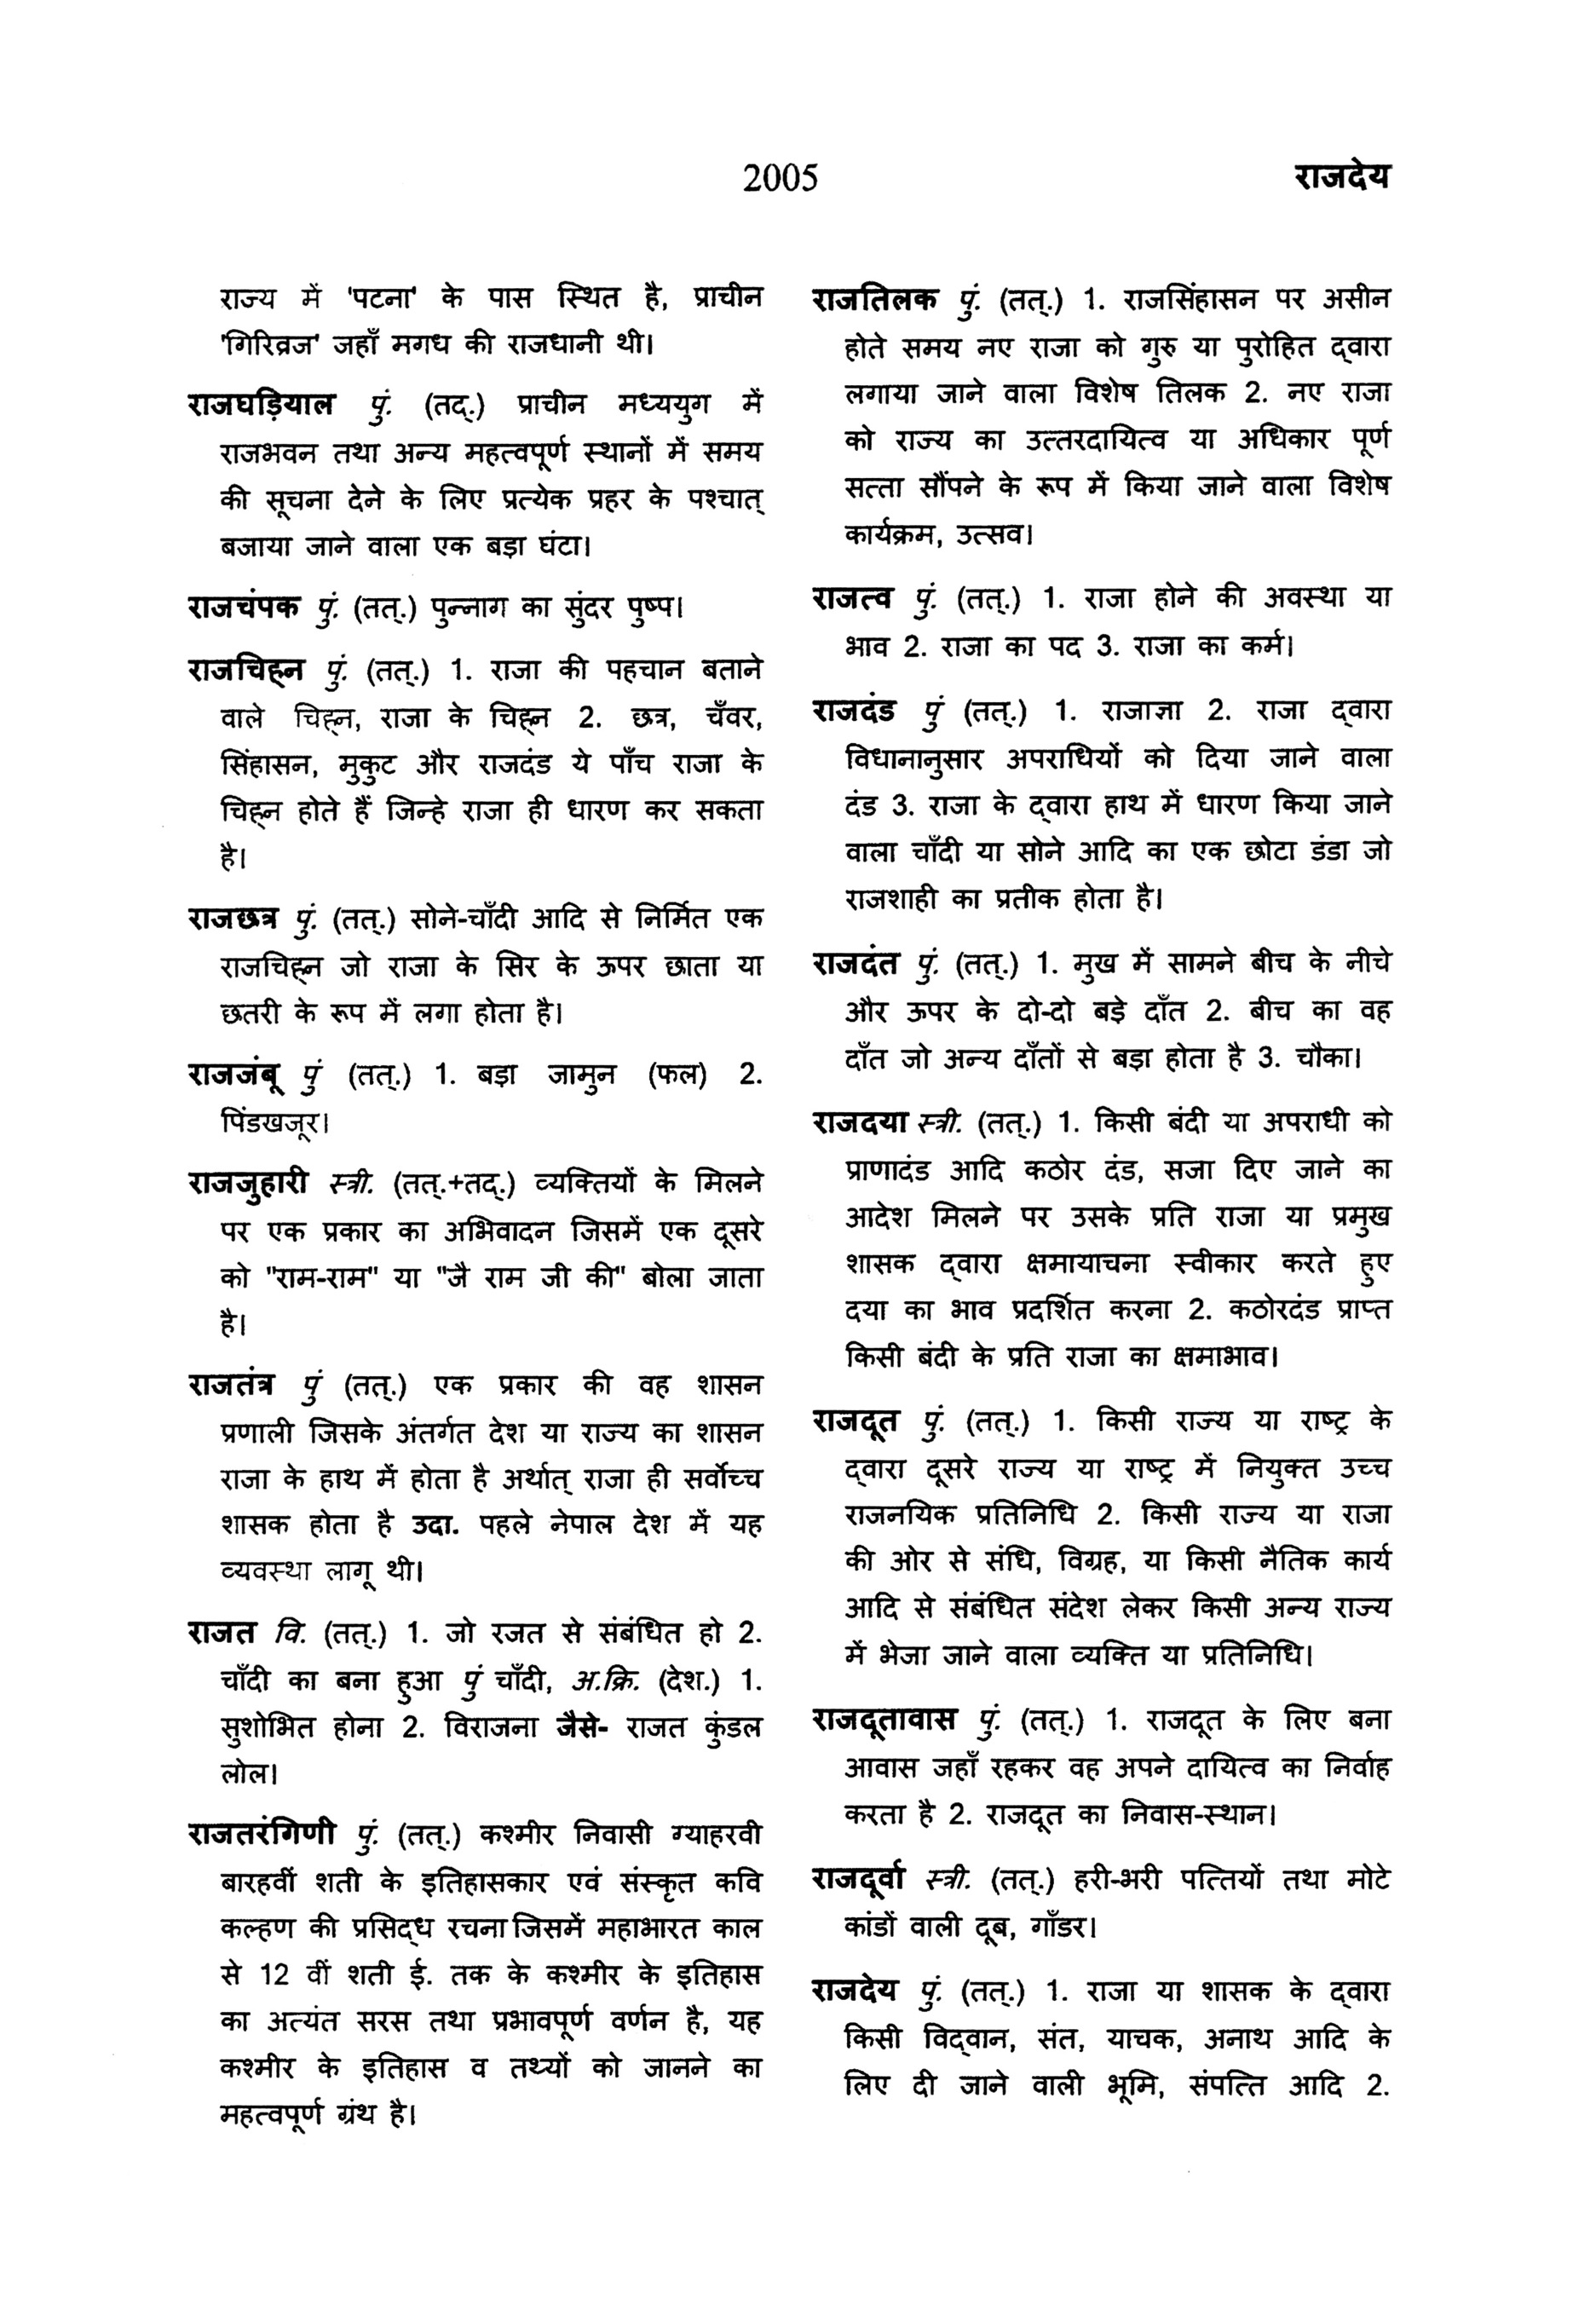 2005
राजदेय
राज्य में 'पटना' के पास स्थित है, प्राचीन
'गिरिव्रज' जहाँ मगध की राजधानी थी।
राजघड़ियाल पुं. (तद्.) प्राचीन मध्ययुग में
राजभवन तथा अन्य महत्वपूर्ण स्थानों में समय
की सूचना देने के लिए प्रत्येक प्रहर के पश्चात्
बजाया जाने वाला एक बड़ा घंटा।
राजचंपक पुं. (तत्.) पुन्नाग का सुंदर पुष्प।
राजचिह्न पुं. (तत्.) 1. राजा की पहचान बताने
वाले चिह्न, राजा के चिह्न 2. छत्र, चँवर,
सिंहासन, मुकुट और राजदंड ये पाँच राजा के
चिह्न होते हैं जिन्हे राजा ही धारण कर सकता
है।
राजछत्र पुं. (तत्.) सोने-चाँदी आदि से निर्मित एक
राजचिह्न जो राजा के सिर के ऊपर छाता या
छतरी के रूप में लगा होता है।
राजजंबू पुं (तत्.) 1. बड़ा जामुन (फल) 2.
पिंडखजूर।
राजजुहारी स्त्री. (तत्.+तद्.) व्यक्तियों के मिलने
पर एक प्रकार का अभिवादन जिसमें एक दूसरे
को "राम-राम" या "जै राम जी की" बोला जाता
है।
राजतंत्र पुं (तत्.) एक प्रकार की वह शासन
प्रणाली जिसके अंतर्गत देश या राज्य का शासन
राजा के हाथ में होता है अर्थात् राजा ही सर्वोच्च
शासक होता है उदा. पहले नेपाल देश में यह
व्यवस्था लागू थी।
राजत वि. (तत्.) 1. जो रजत से संबंधित हो 2.
चाँदी का बना हुआ पुं चाँदी, अ.क्रि. (देश.) 1.
सुशोभित होना 2. विराजना जैसे- राजत कुंडल
लोल।
राजतरंगिणी पुं. (तत्.) कश्मीर निवासी ग्याहरवी
बारहवीं शती के इतिहासकार एवं संस्कृत कवि
कल्हण की प्रसिद्ध रचना जिसमें महाभारत काल
से 12 वीं शती ई. तक के कश्मीर के इतिहास
का अत्यंत सरस तथा प्रभावपूर्ण वर्णन है, यह
कश्मीर के इतिहास व तथ्यों को जानने का
महत्वपूर्ण ग्रंथ है।
राजतिलक पुं. (तत्.) 1. राजसिंहासन पर असीन
होते समय नए राजा को गुरु या पुरोहित द्वारा
लगाया जाने वाला विशेष तिलक 2. नए राजा
को राज्य का उत्तरदायित्व या अधिकार पूर्ण
सत्ता सौंपने के रूप में किया जाने वाला विशेष
कार्यक्रम, उत्सव।
राजत्व पुं. (तत्.) 1. राजा होने की अवस्था या
भाव 2. राजा का पद 3. राजा का कर्म।
राजदंड पुं (तत्.) 1. राजाज्ञा 2. राजा द्वारा
विधानानुसार अपराधियों को दिया जाने वाला
दंड 3. राजा के द्वारा हाथ में धारण किया जाने
वाला चाँदी या सोने आदि का एक छोटा डंडा जो
राजशाही का प्रतीक होता है।
राजदंत पुं. (तत्.) 1. मुख में सामने बीच के नीचे
और ऊपर के दो-दो बड़े दाँत 2. बीच का वह
दाँत जो अन्य दाँतों से बड़ा होता है 3. चौका।
राजदया स्त्री. (तत्.) 1. किसी बंदी या अपराधी को
प्राणादंड आदि कठोर दंड, सजा दिए जाने का
आदेश मिलने पर उसके प्रति राजा या प्रमुख
शासक द्वारा क्षमायाचना स्वीकार करते हुए
दया का भाव प्रदर्शित करना 2. कठोरदंड प्राप्त
किसी बंदी के प्रति राजा का क्षमाभाव।
राजदूत पुं. (तत्.) 1. किसी राज्य या राष्ट्र के
द्वारा दूसरे राज्य या राष्ट्र में नियुक्त उच्च
राजनयिक प्रतिनिधि 2. किसी राज्य या राजा
की ओर से संधि, विग्रह, या किसी नैतिक कार्य
आदि से संबंधित संदेश लेकर किसी अन्य राज्य
में भेजा जाने वाला व्यक्ति या प्रतिनिधि।
राजदूतावास पुं. (तत्.) 1. राजदूत के लिए बना
आवास जहाँ रहकर वह अपने दायित्व का निर्वाह
करता है 2. राजदूत का निवास-स्थान।
राजदूर्वा स्त्री. (तत्.) हरी-भरी पत्तियों तथा मोटे
कांडों वाली दूब, गाँडर।
राजदेय पुं. (तत्.) 1. राजा या शासक के द्वारा
किसी विद्वान, संत, याचक, अनाथ आदि के
लिए दी जाने वाली भूमि, संपत्ति आदि 2.